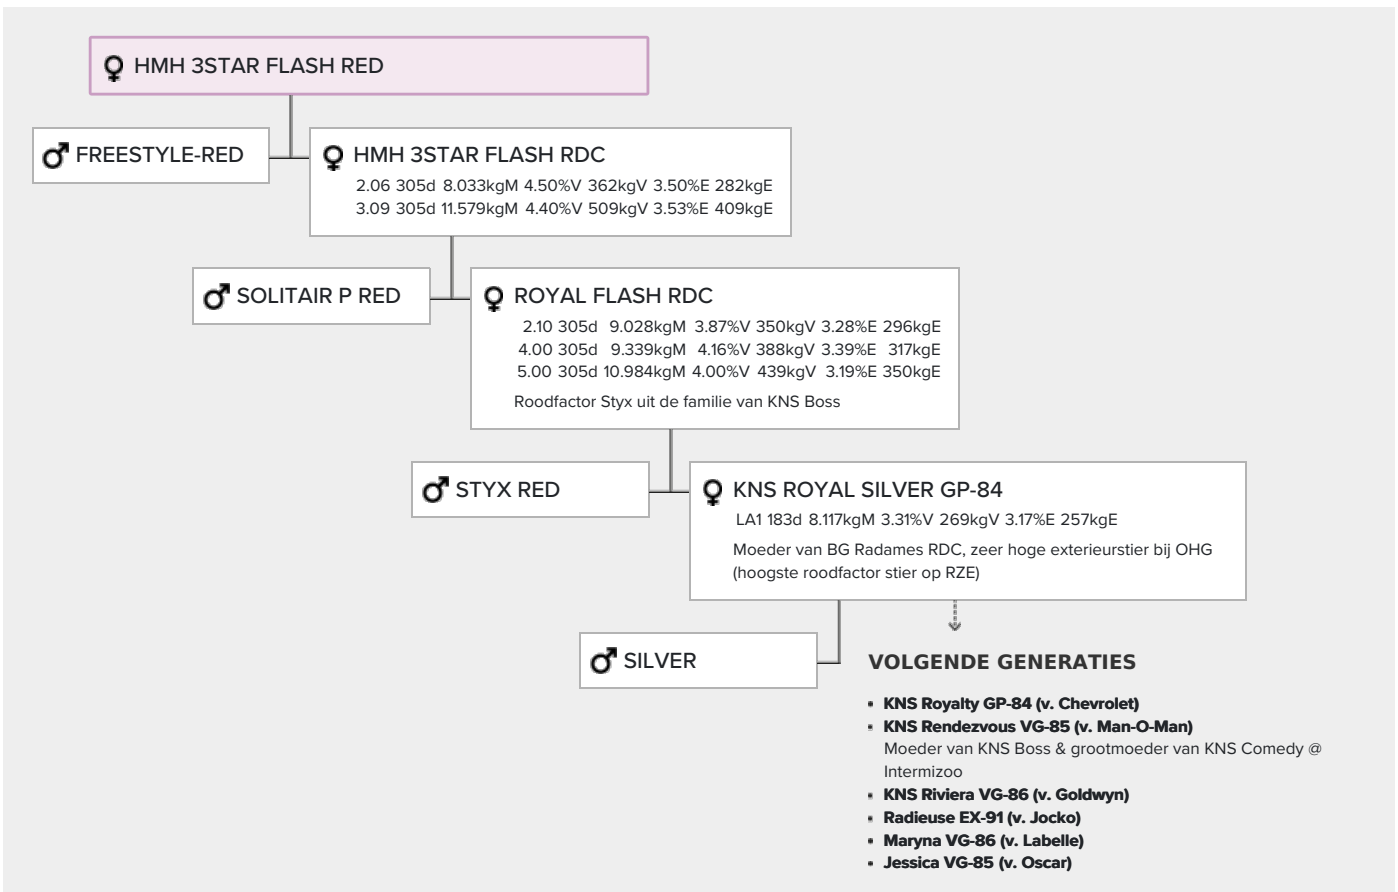 HMH 3STAR FLASH RED
FREESTYLE-RED
HMH 3STAR FLASH RDC
2.06 305d 8.033kgM 4.50%V 362kgV 3.50%E 282kgE
3.09 305d 11.579kgM 4.40%V 509kgV 3.53%E 409kgE
SOLITAIR P RED
ROYAL FLASH RDC
2.10 305d 9.028kgM 3.87%V 350kgV 3.28%E 296kgE
4.00 305d 9.339kgM 4.16%V 388kgV 3.39%E 317kgE
5.00 305d 10.984kgM 4.00%V 439kgV 3.19%E 350kgE
Roodfactor Styx uit de familie van KNS Boss
STYX RED
KNS ROYAL SILVER GP-84
LA1 183d 8.117kgM 3.31%V 269kgV 3.17%E 257kgE
Moeder van BG Radames RDC, zeer hoge exterieurstier bij OHG
(hoogste roodfactor stier op RZE)
SILVER
VOLGENDE GENERATIES
• KNS Royalty GP-84 (v. Chevrolet)
• KNS Rendezvous VG-85 (v. Man-O-Man)
Moeder van KNS Boss & grootmoeder van KNS Comedy @
Intermizoo
• KNS Riviera VG-86 (v. Goldwyn)
• Radieuse EX-91 (v. Jocko)
• Maryna VG-86 (v. Labelle)
• Jessica VG-85 (v. Oscar)